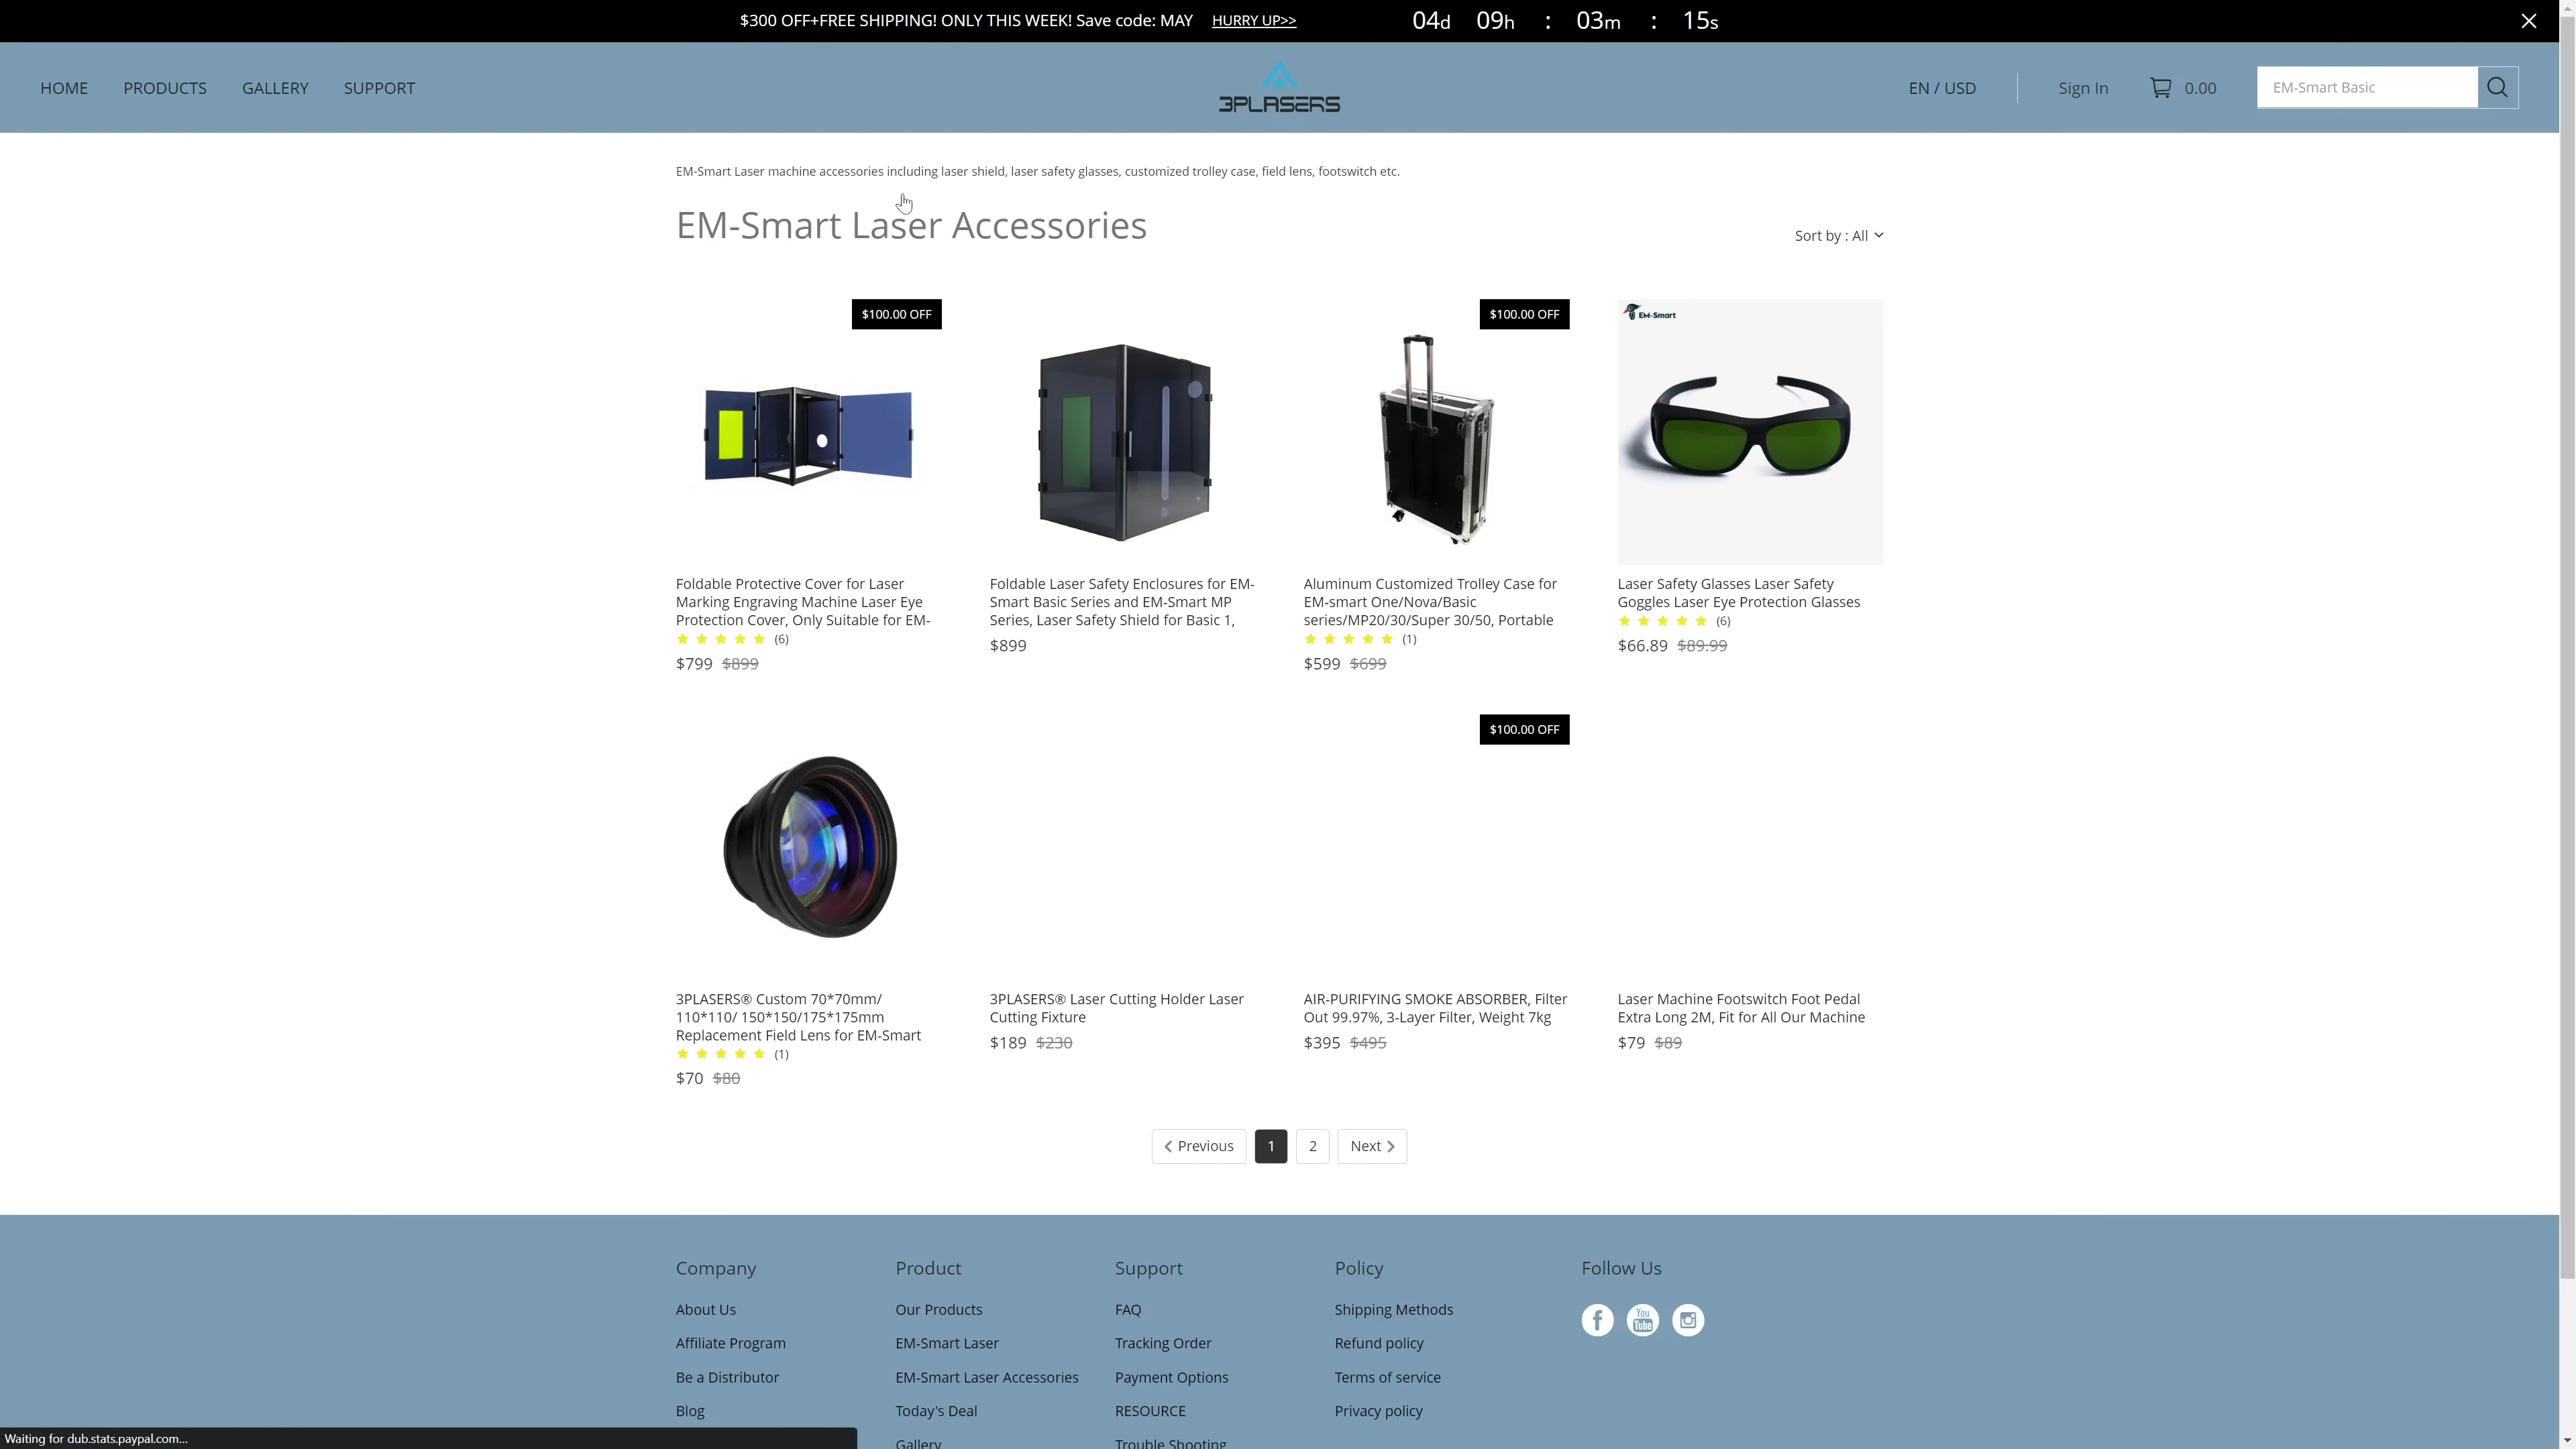 $300 OFF+FREE SHIPPING! ONLY THIS WEEK! Save code: MAY HURRY UP>> 04d 09h : 03m : 15s
HOME PRODUCTS GALLERY SUPPORT 3PLASERS EN / USD Sign In 0.00 EM-Smart Basic
EM-Smart Laser machine accessories including laser shield, laser safety glasses, customized trolley case, field lens, footswitch etc.
EM-Smart Laser Accessories
Sort by : All
$100.00 OFF
$100.00 OFF
EM-Smart
Foldable Protective Cover for Laser
Marking Engraving Machine Laser Eye
Protection Cover, Only Suitable for EM-
(6)
$799 $899
Foldable Laser Safety Enclosures for EM-
Smart Basic Series and EM-Smart MP
Series, Laser Safety Shield for Basic 1,
$899
Aluminum Customized Trolley Case for
EM-smart One/Nova/Basic
series/MP20/30/Super 30/50, Portable
(1)
$599 $699
Laser Safety Glasses Laser Safety
Goggles Laser Eye Protection Glasses
(6)
$66.89 $89.99
$100.00 OFF
3PLASERS® Custom 70*70mm/
110*110/ 150*150/175*175mm
Replacement Field Lens for EM-Smart
(1)
$70 $80
3PLASERS® Laser Cutting Holder Laser
Cutting Fixture
$189 $230
AIR-PURIFYING SMOKE ABSORBER, Filter
Out 99.97%, 3-Layer Filter, Weight 7kg
$395 $495
Laser Machine Footswitch Foot Pedal
Extra Long 2M, Fit for All Our Machine
$79 $89
Previous 1 2 Next
Company
About Us
Affiliate Program
Be a Distributor
Blog
Product
Our Products
EM-Smart Laser
EM-Smart Laser Accessories
Today's Deal
Gallery
Support
FAQ
Tracking Order
Payment Options
RESOURCE
Trouble Shooting
Policy
Shipping Methods
Refund policy
Terms of service
Privacy policy
Follow Us
You
Tube
Waiting for dub.stats.paypal.com...